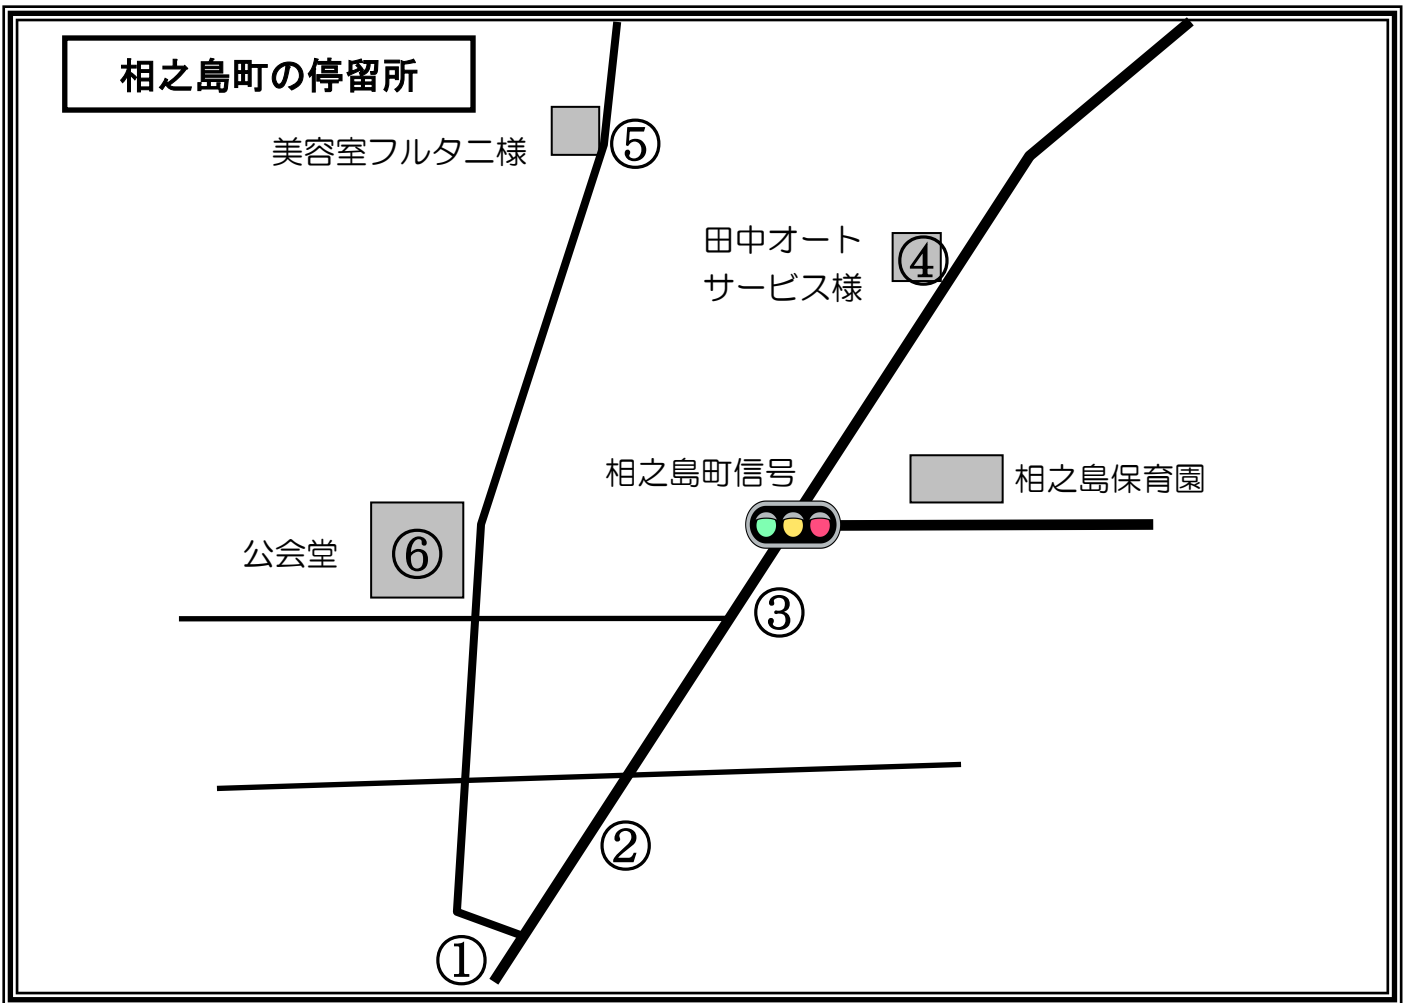 相之島町の停留所
美容室フルタニ様
⑤
田中オート
サービス様
④
相之島町信号
相之島保育園
公会堂
⑥
③
②
①